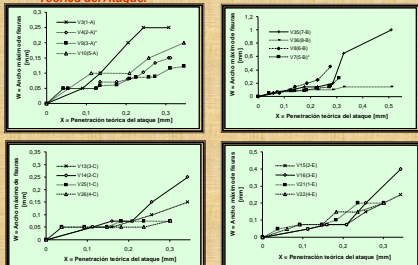 Teórica del Ataque.
W = Ancho máximo de fisuras [mm]
0,3
0,25
0,2
0,15
0,1
0,05
0
V3(1-A)
V4(2-A)*
V9(3-A)*
V10(5-A)
0
0,1
0,2
0,3
X = Penetración teórica del ataque [mm]
W = Ancho máximo de fisuras [mm]
1,2
1
0,8
0,6
0,4
0,2
0
V35(7-B)
V36(8-B)
V8(6-B)
V7(5-B)*
0
0,1
0,2
0,3
0,4
0,5
X = Penetración teórica del ataque [mm]
W = Ancho máximo de fisuras [mm]
0,35
0,3
0,25
0,2
0,15
0,1
0,05
0
V13(3-C)
V14(2-C)
V25(1-C)
V26(4-C)
0
0,1
0,2
0,3
X = Penetración teórica del ataque [mm]
W = Ancho máximo de fisuras [mm]
0,5
0,4
0,3
0,2
0,1
0
V15(2-E)
V16(3-E)
V21(1-E)
V22(4-E)
0
0,1
0,2
0,3
X = Penetración teórica del ataque [mm]